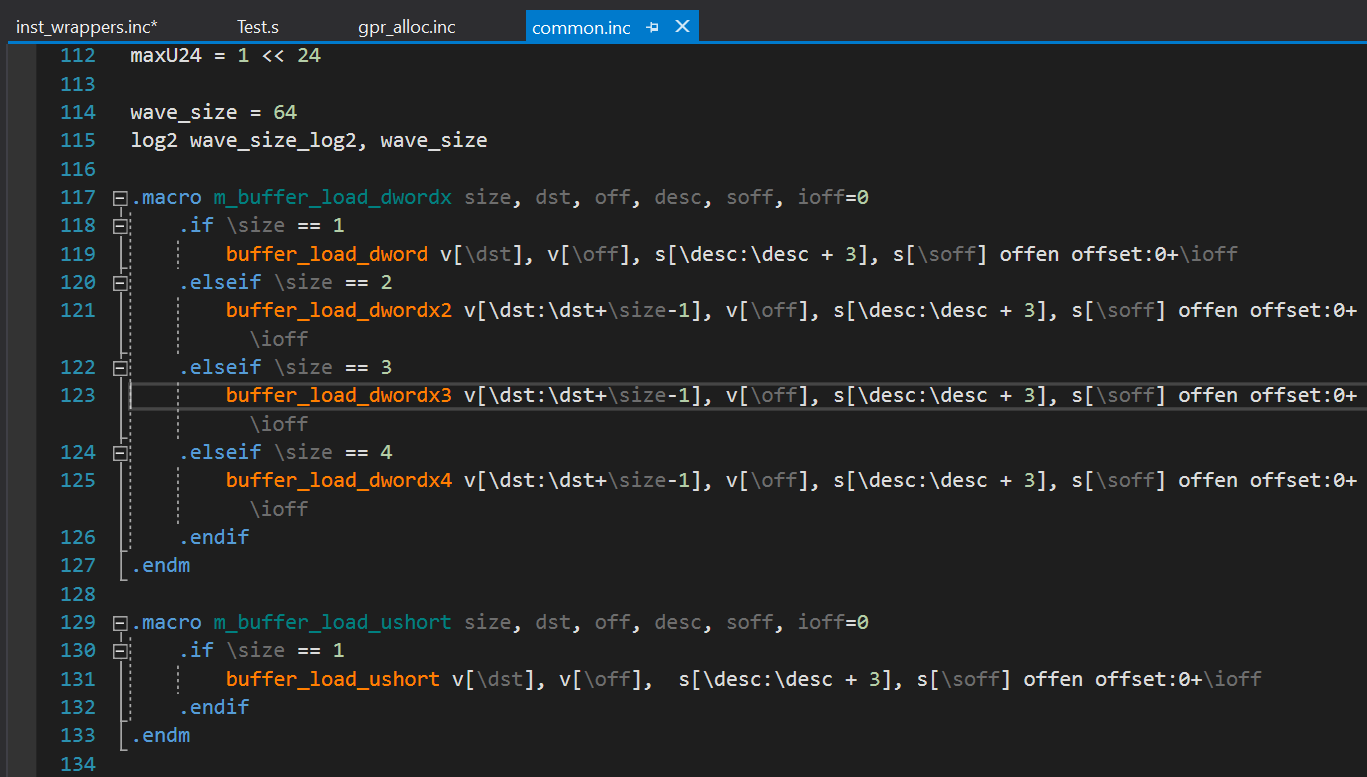 inst_wrappers.inc* Test.s gpr_alloc.inc common.inc
112 maxU24 = 1 << 24
113
114 wave_size = 64
115 log2 wave_size_log2, wave_size
116
117 .macro m_buffer_load_dwordx size, dst, off, desc, soff, ioff=0
118 .if \size == 1
119 buffer_load_dword v[\dst], v[\off], s[\desc:\desc + 3], s[\soff] offen offset:0+\ioff
120 .elseif \size == 2
121 buffer_load_dwordx2 v[\dst:\dst+\size-1], v[\off], s[\desc:\desc + 3], s[\soff] offen offset:0+
\ioff
122 .elseif \size == 3
123 buffer_load_dwordx3 v[\dst:\dst+\size-1], v[\off], s[\desc:\desc + 3], s[\soff] offen offset:0+
\ioff
124 .elseif \size == 4
125 buffer_load_dwordx4 v[\dst:\dst+\size-1], v[\off], s[\desc:\desc + 3], s[\soff] offen offset:0+
\ioff
126 .endif
127 .endm
128
129 .macro m_buffer_load_ushort size, dst, off, desc, soff, ioff=0
130 .if \size == 1
131 buffer_load_ushort v[\dst], v[\off],  s[\desc:\desc + 3], s[\soff] offen offset:0+\ioff
132 .endif
133 .endm
134